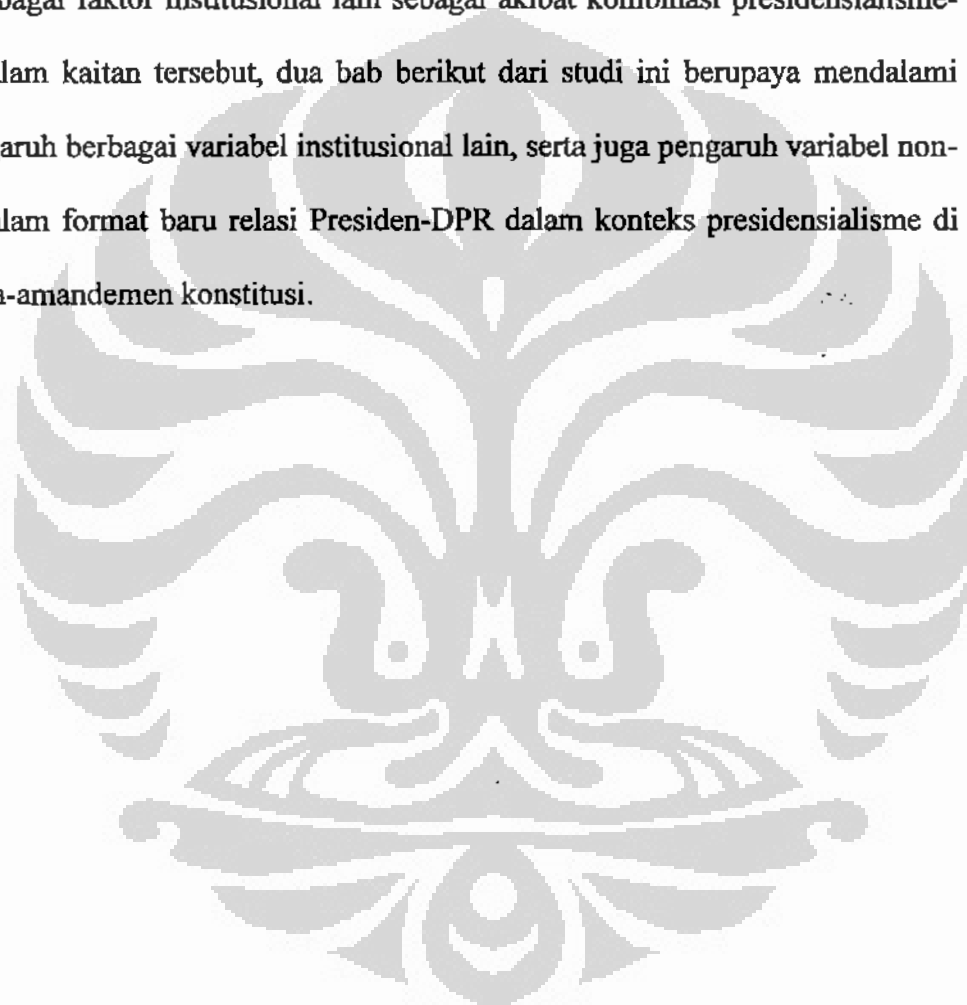 bagai faktor institusional lain sebagai akibat kombinasi presidensialisme-
lam kaitan tersebut, dua bab berikut dari studi ini berupaya mendalami
aruh berbagai variabel institusional lain, serta juga pengaruh variabel non-
alam format baru relasi Presiden-DPR dalam konteks presidensialisme di
a-amandemen konstitusi.